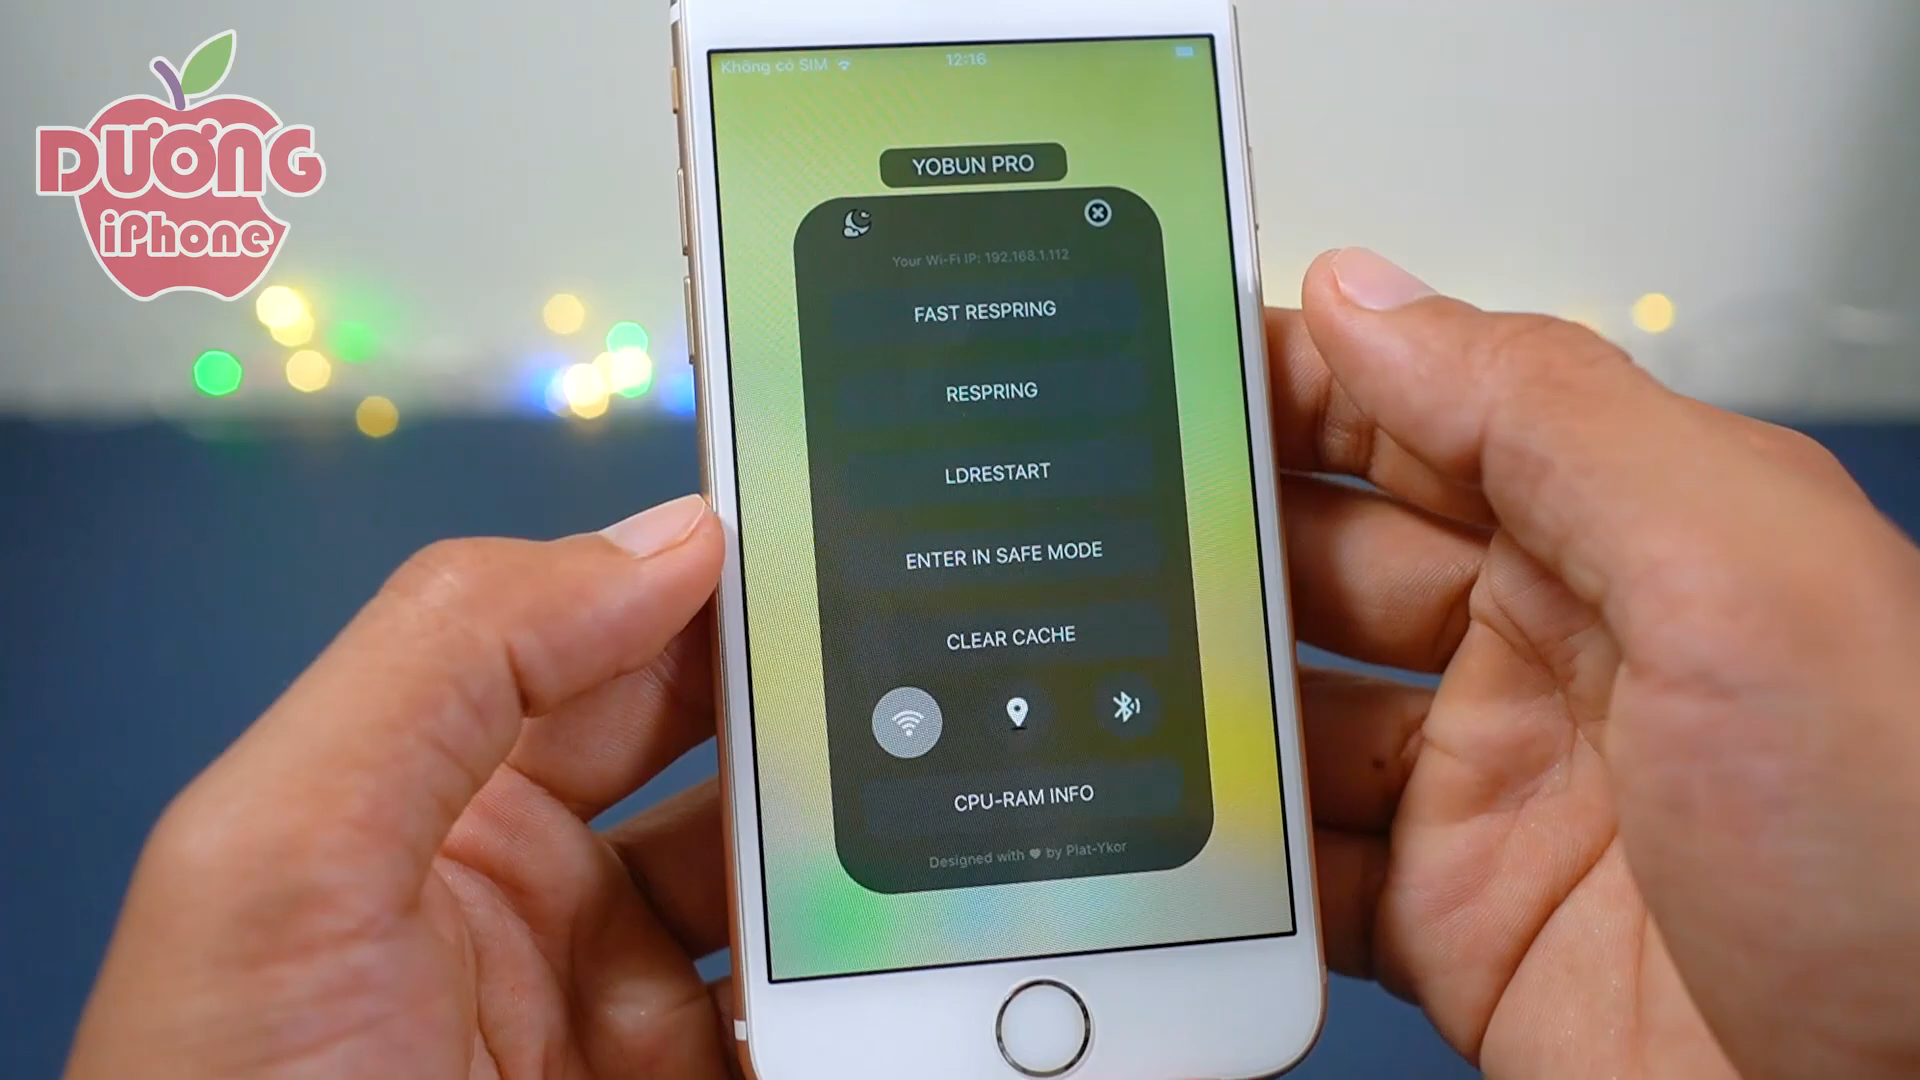 DƯƠNG
iPhone
Không có SIM 12:16
YOBUN PRO
Your Wi-Fi IP: 192.168.1.112
FAST RESPRING
RESPRING
LDRESTART
ENTER IN SAFE MODE
CLEAR CACHE
CPU-RAM INFO
Designed with ♥ by Plat-Ykor